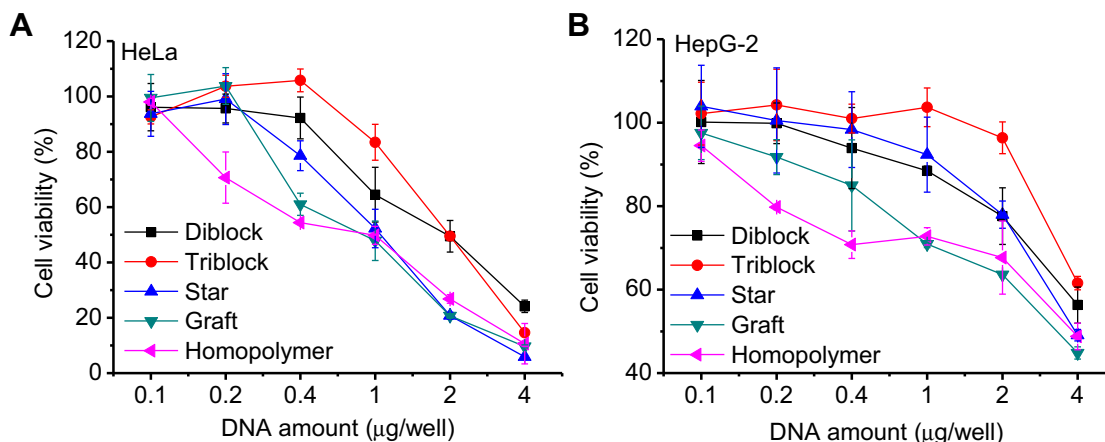 A
HeLa
120
100
80
60
40
20
0
Cell viability (%)
Diblock
Triblock
Star
Graft
Homopolymer
0.1 0.2 0.4 1 2 4
DNA amount (μg/well)
B
HepG-2
120
100
80
60
40
Cell viability (%)
Diblock
Triblock
Star
Graft
Homopolymer
0.1 0.2 0.4 1 2 4
DNA amount (μg/well)